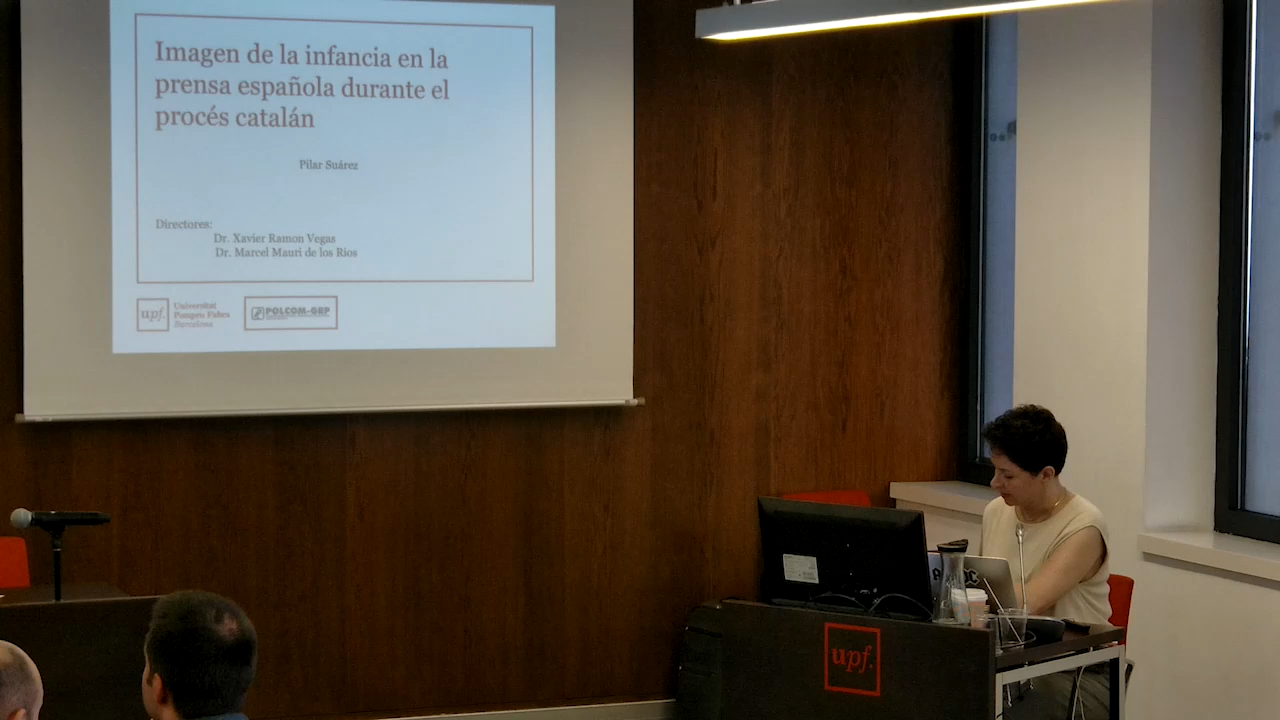 Imagen de la infancia en la
prensa española durante el
procés catalán
Pilar Suárez
Directores:
Dr. Xavier Ramon Vegas
Dr. Marcel Mauri de los Ríos
upf.
Universitat
Pompeu Fabra
Barcelona
POLCOM-GRP
upf.